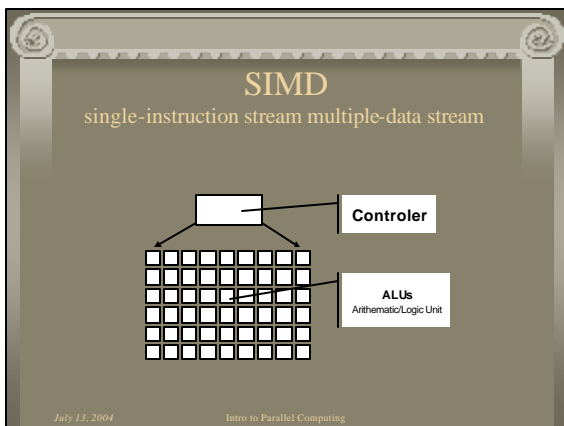 SIMD
single-instruction stream multiple-data stream
Controler
ALUs
Arithematic/Logic Unit
July 13, 2004
Intro to Parallel Computing